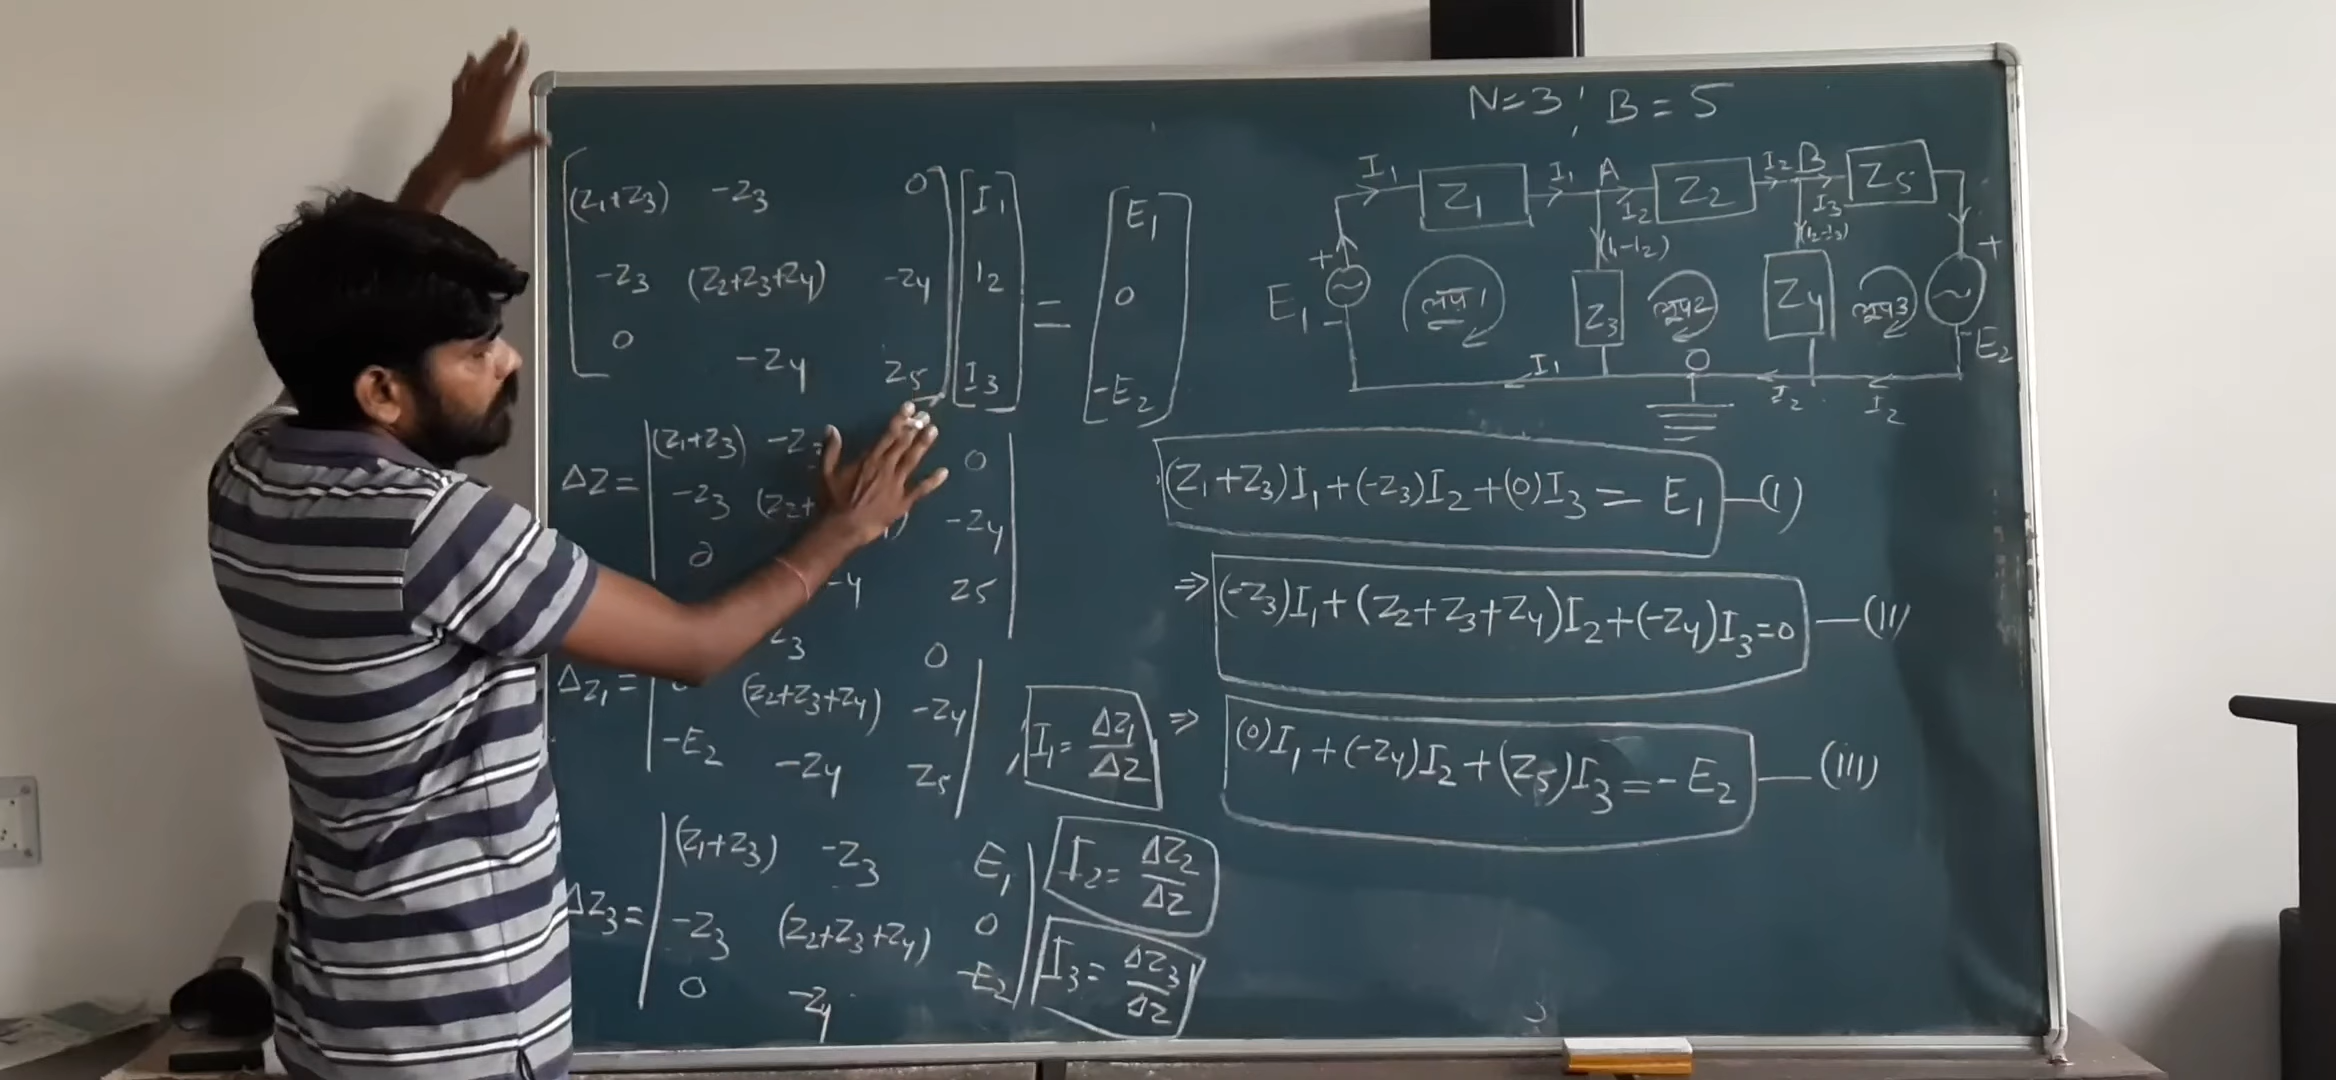 N=3, B=5
[(Z₁+Z₃) -Z₃ 0] [I₁] = [E₁]
[-Z₃ (Z₂+Z₃+Z₄) -Z₄] [I₂] [0]
[0 -Z₄ Z₅] [I₃] [-E₂]
ΔZ = |(Z₁+Z₃) -Z₃ 0|
|-Z₃ (Z₂+ -Z₄|
|0 Z₅|
Z₃ 0
ΔZ₁ = | (Z₂+Z₃+Z₄) -Z₄|
|-E₂ -Z₄ Z₅|
, I₁ = ΔZ₁/ΔZ
ΔZ₃ = |(Z₁+Z₃) -Z₃ E₁|
|-Z₃ (Z₂+Z₃+Z₄) 0|
|0 -Z₄ -E₂|
I₂ = ΔZ₂/ΔZ
I₃ = ΔZ₃/ΔZ
I₁ Z₁ I₁ A I₂ Z₂ I₂ B I₃ Z₅
(I₁-I₂) (I₂-I₃)
+ E₁ - लूप1 Z₃ लूप2 Z₄ लूप3 + - E₂
I₁ O I₂ I₂
(Z₁+Z₃)I₁+(-Z₃)I₂+(0)I₃ = E₁ —(I)
⇒ (-Z₃)I₁+(Z₂+Z₃+Z₄)I₂+(-Z₄)I₃=0 —(II)
⇒ (0)I₁+(-Z₄)I₂+(Z₅)I₃=-E₂ —(III)